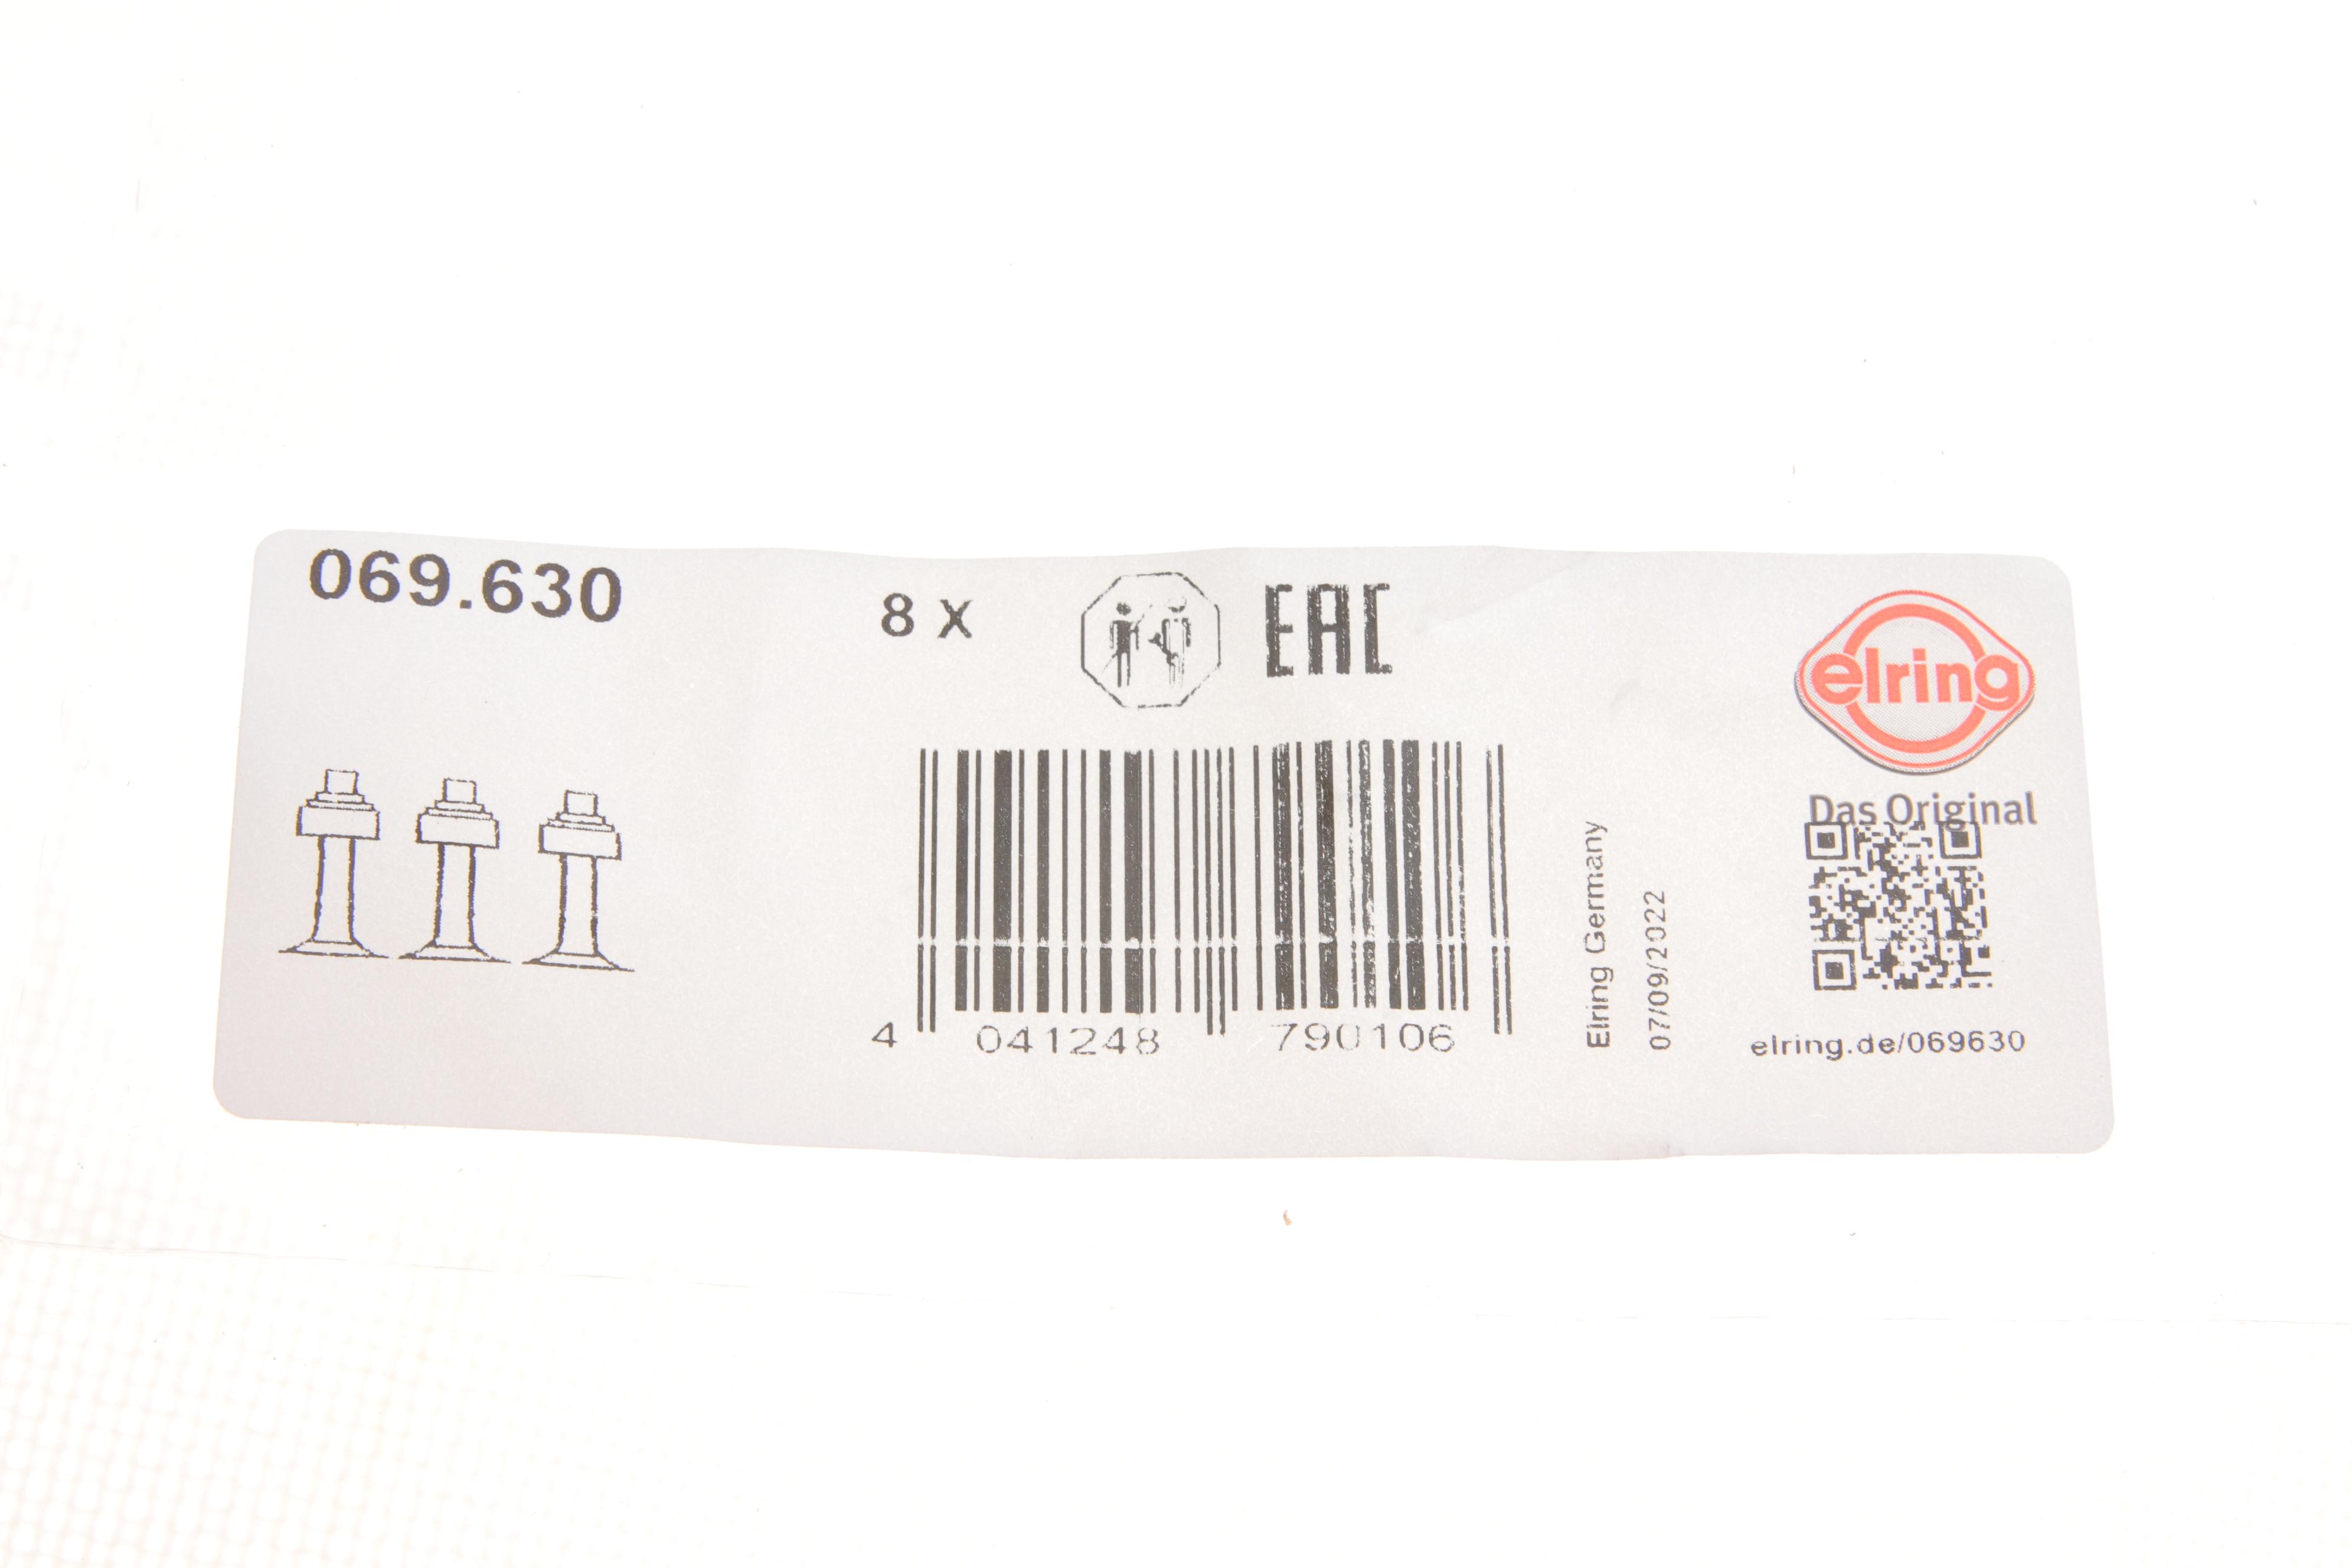 069.630
8 x
EAC
elring
Das Original
4 041248 790106
Elring Germany
07/09/2022
elring.de/069630